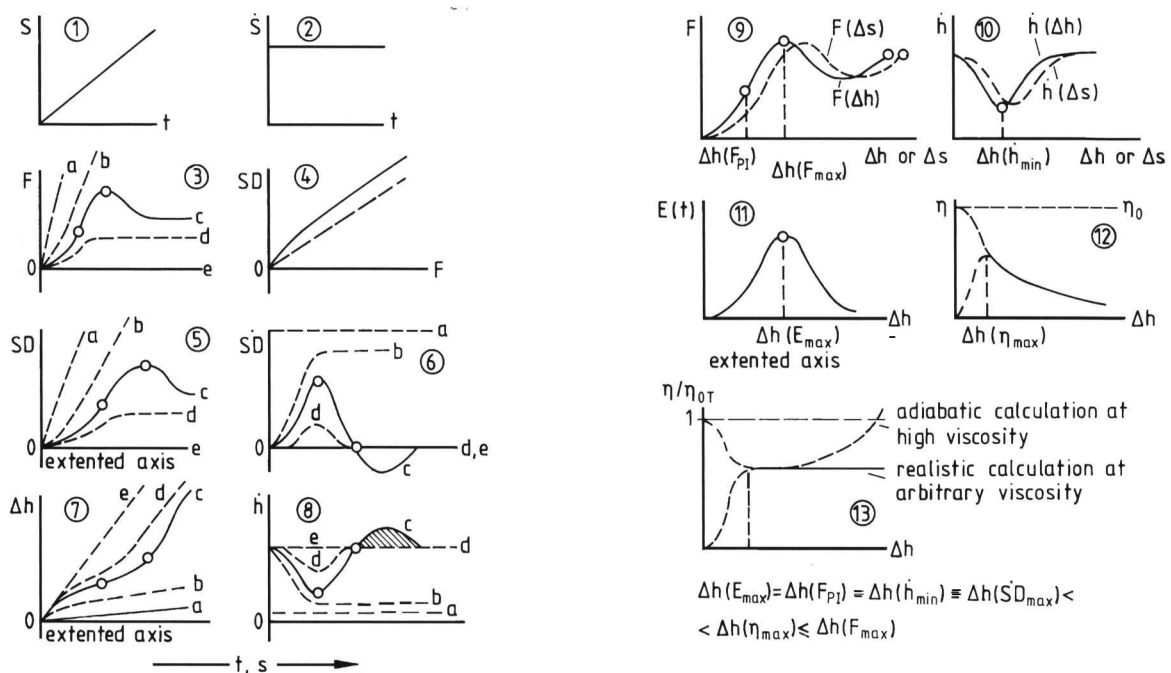 S ① t
Ṡ ② t
F ③ a b c d e 0
SD ④ 0 F
SD ⑤ a b c d e 0
extented axis
ṠD ⑥ a b d c d,e 0
Δh ⑦ e d c b a 0
extented axis
ḣ ⑧ c e d d b a 0
t, s
F ⑨ F(Δs)
F(Δh)
Δh(F_PI) Δh or Δs
Δh(F_max)
ḣ ⑩ ḣ(Δh)
ḣ(Δs)
Δh(ḣ_min) Δh or Δs
E(t) ⑪ Δh
Δh(E_max)
extented axis
η η₀
⑫ Δh
Δh(η_max)
η/η_0T
1
adiabatic calculation at
high viscosity
realistic calculation at
arbitrary viscosity
⑬
Δh
Δh(E_max)=Δh(F_PI) = Δh(ḣ_min) ≡ Δh(ṠD_max) <
< Δh(η_max) ⩽ Δh(F_max)